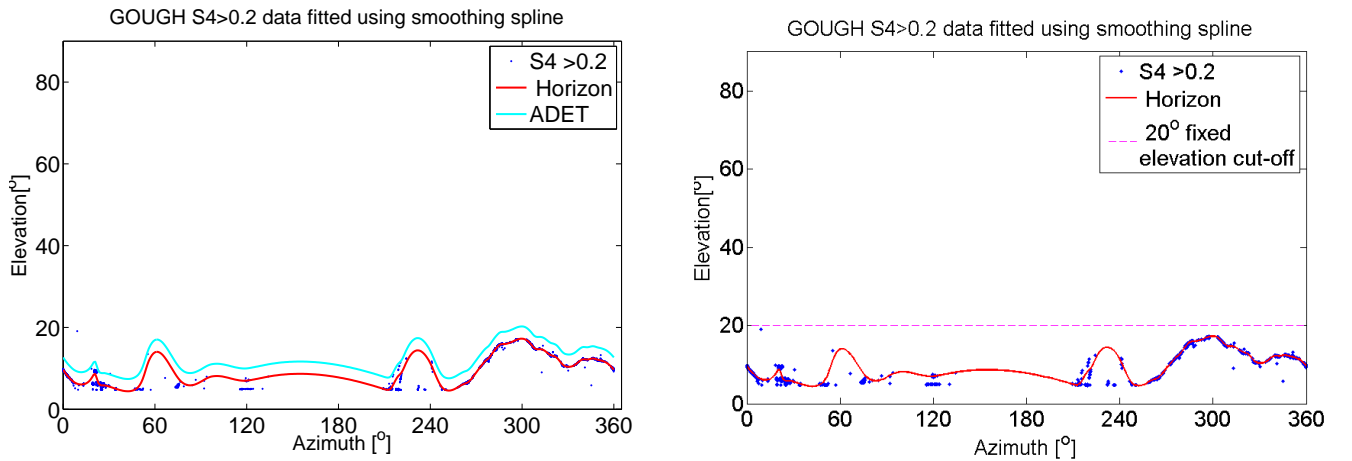 GOUGH S4>0.2 data fitted using smoothing spline
S4 >0.2
Horizon
ADET
80
60
40
20
0
Elevation[o]
0 60 120 180 240 300 360
Azimuth [o]
GOUGH S4>0.2 data fitted using smoothing spline
S4 >0.2
Horizon
20o fixed
elevation cut-off
80
60
40
20
0
Elevation[o]
0 60 120 180 240 300 360
Azimuth [o]